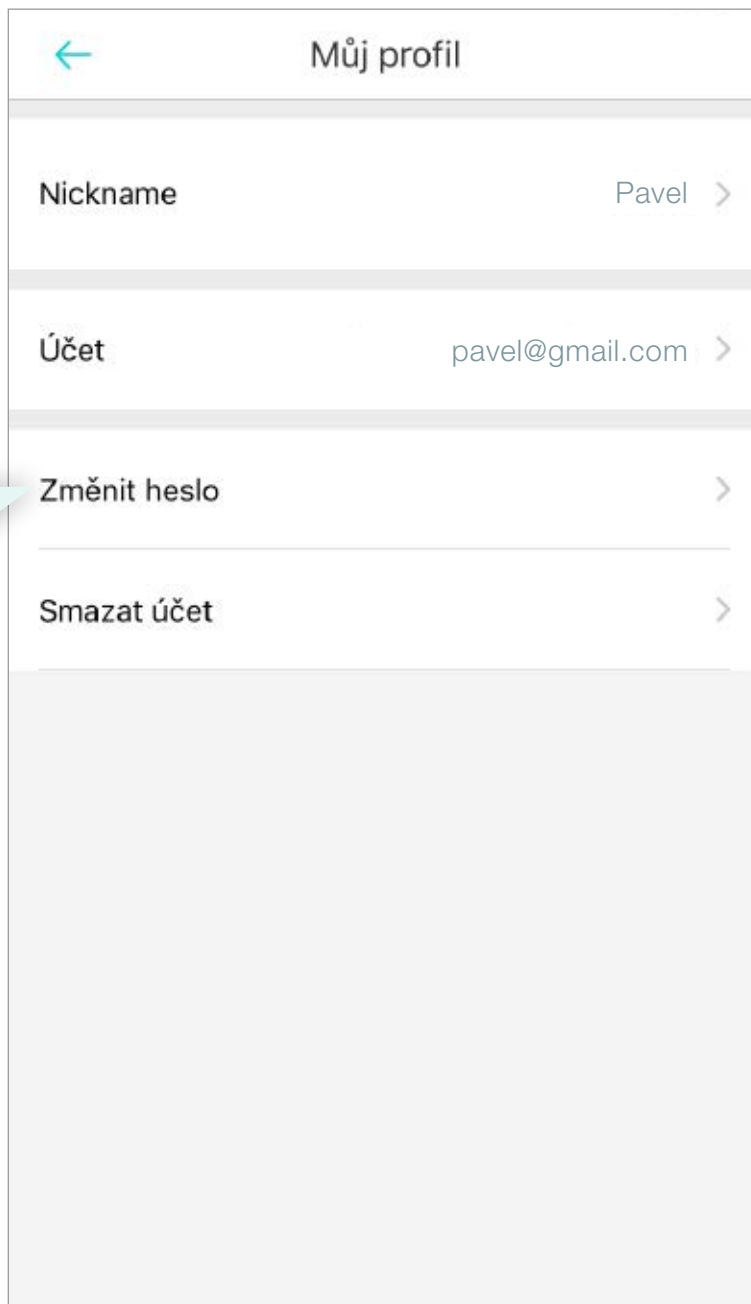 Můj profil
Nickname Pavel
Účet pavel@gmail.com
Změnit heslo
Smazat účet